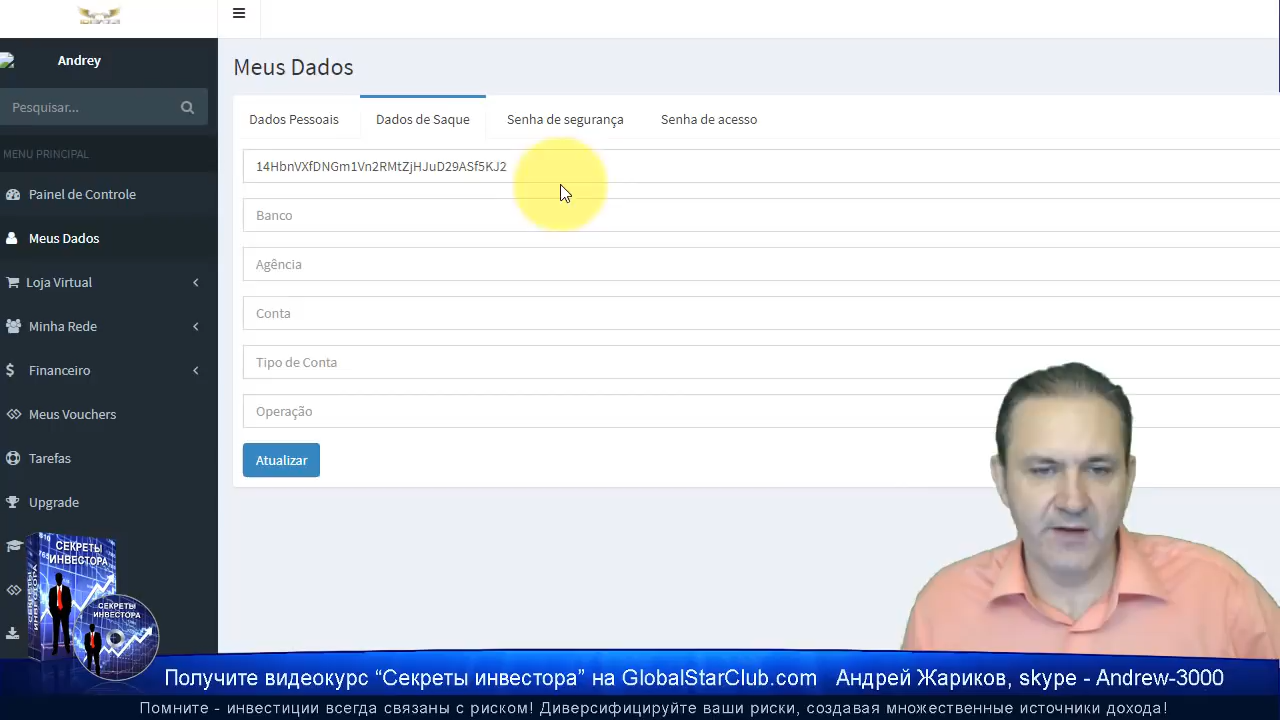 Andrey
Pesquisar...
MENU PRINCIPAL
Painel de Controle
Meus Dados
Loja Virtual
Minha Rede
Financeiro
Meus Vouchers
Tarefas
Upgrade
Meus Dados
Dados Pessoais
Dados de Saque
Senha de segurança
Senha de acesso
14HbnVXfDNGm1Vn2RMtZjHJuD29ASf5KJ2
Banco
Agência
Conta
Tipo de Conta
Operação
Atualizar
СЕКРЕТЫ
ИНВЕСТОРА
СЕКРЕТЫ
ИНВЕСТОРА
Получите видеокурс “Секреты инвестора” на GlobalStarClub.com Андрей Жариков, skype - Andrew-3000
Помните - инвестиции всегда связаны с риском! Диверсифицируйте ваши риски, создавая множественные источники дохода!